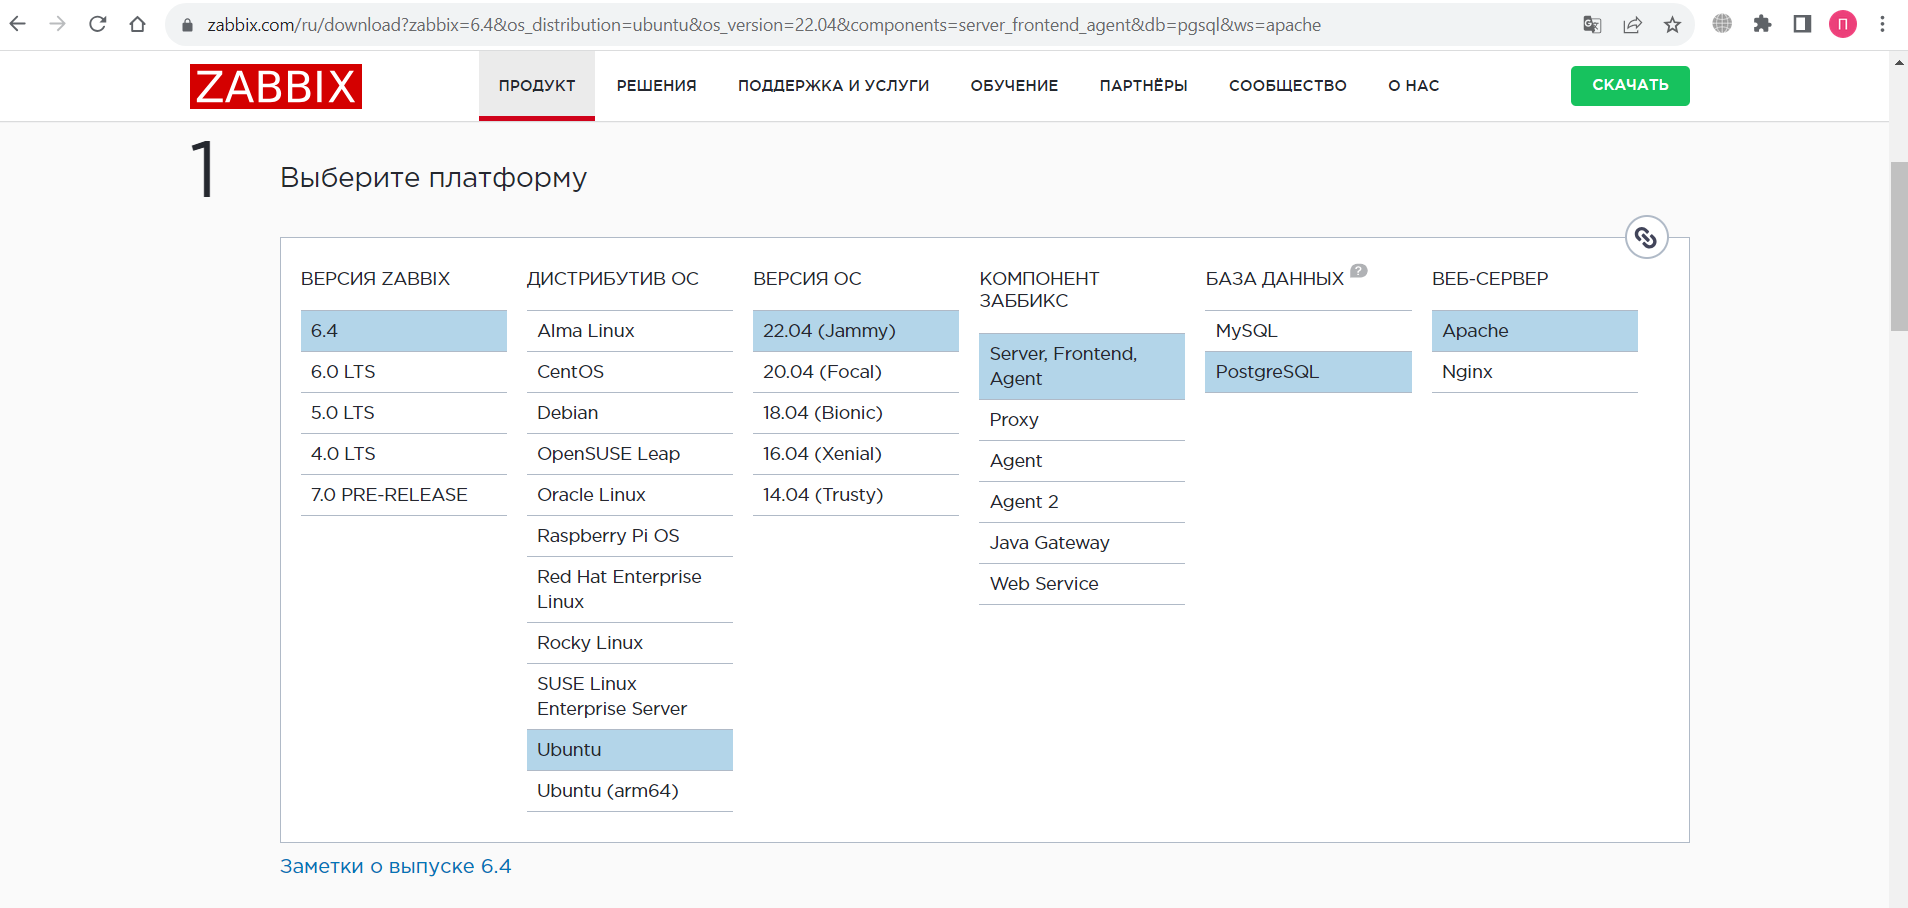 zabbix.com/ru/download?zabbix=6.4&os_distribution=ubuntu&os_version=22.04&components=server_frontend_agent&db=pgsql&ws=apache
П
ZABBIX
ПРОДУКТ
РЕШЕНИЯ
ПОДДЕРЖКА И УСЛУГИ
ОБУЧЕНИЕ
ПАРТНЁРЫ
СООБЩЕСТВО
О НАС
СКАЧАТЬ
1
Выберите платформу
ВЕРСИЯ ZABBIX
6.4
6.0 LTS
5.0 LTS
4.0 LTS
7.0 PRE-RELEASE
ДИСТРИБУТИВ ОС
Alma Linux
CentOS
Debian
OpenSUSE Leap
Oracle Linux
Raspberry Pi OS
Red Hat Enterprise
Linux
Rocky Linux
SUSE Linux
Enterprise Server
Ubuntu
Ubuntu (arm64)
ВЕРСИЯ ОС
22.04 (Jammy)
20.04 (Focal)
18.04 (Bionic)
16.04 (Xenial)
14.04 (Trusty)
КОМПОНЕНТ
ЗАББИКС
Server, Frontend,
Agent
Proxy
Agent
Agent 2
Java Gateway
Web Service
БАЗА ДАННЫХ ?
MySQL
PostgreSQL
ВЕБ-СЕРВЕР
Apache
Nginx
Заметки о выпуске 6.4